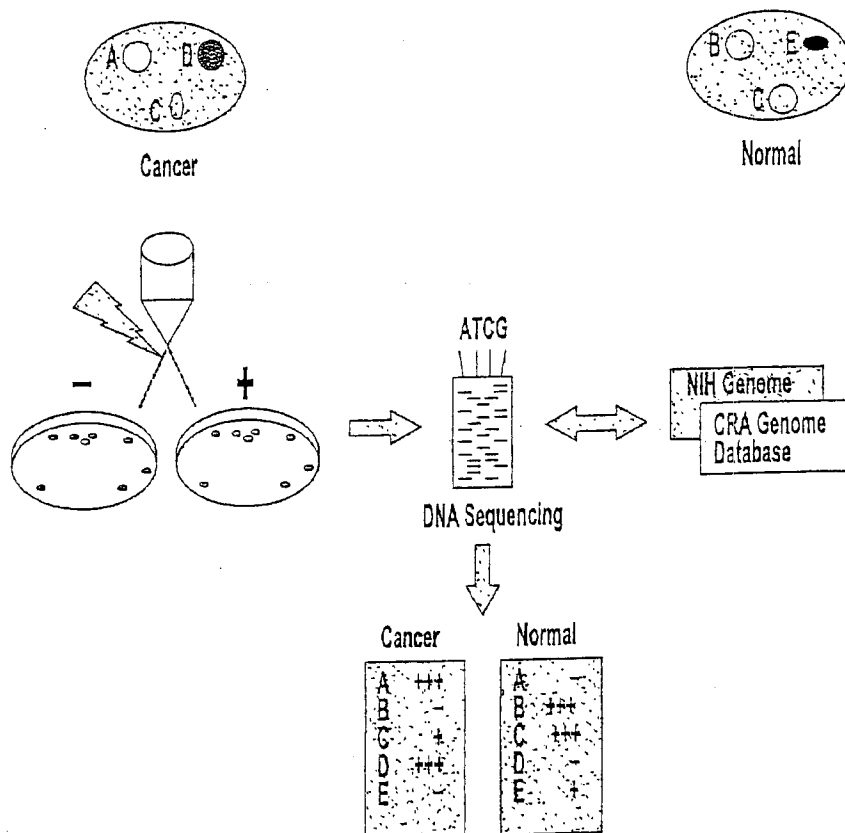 A D
C
Cancer
B E
C
Normal
- +
ATCG
DNA Sequencing
NIH Genome
CRA Genome
Database
Cancer
A +++
B -
C +
D +++
E -
Normal
A -
B +++
C +++
D -
E +